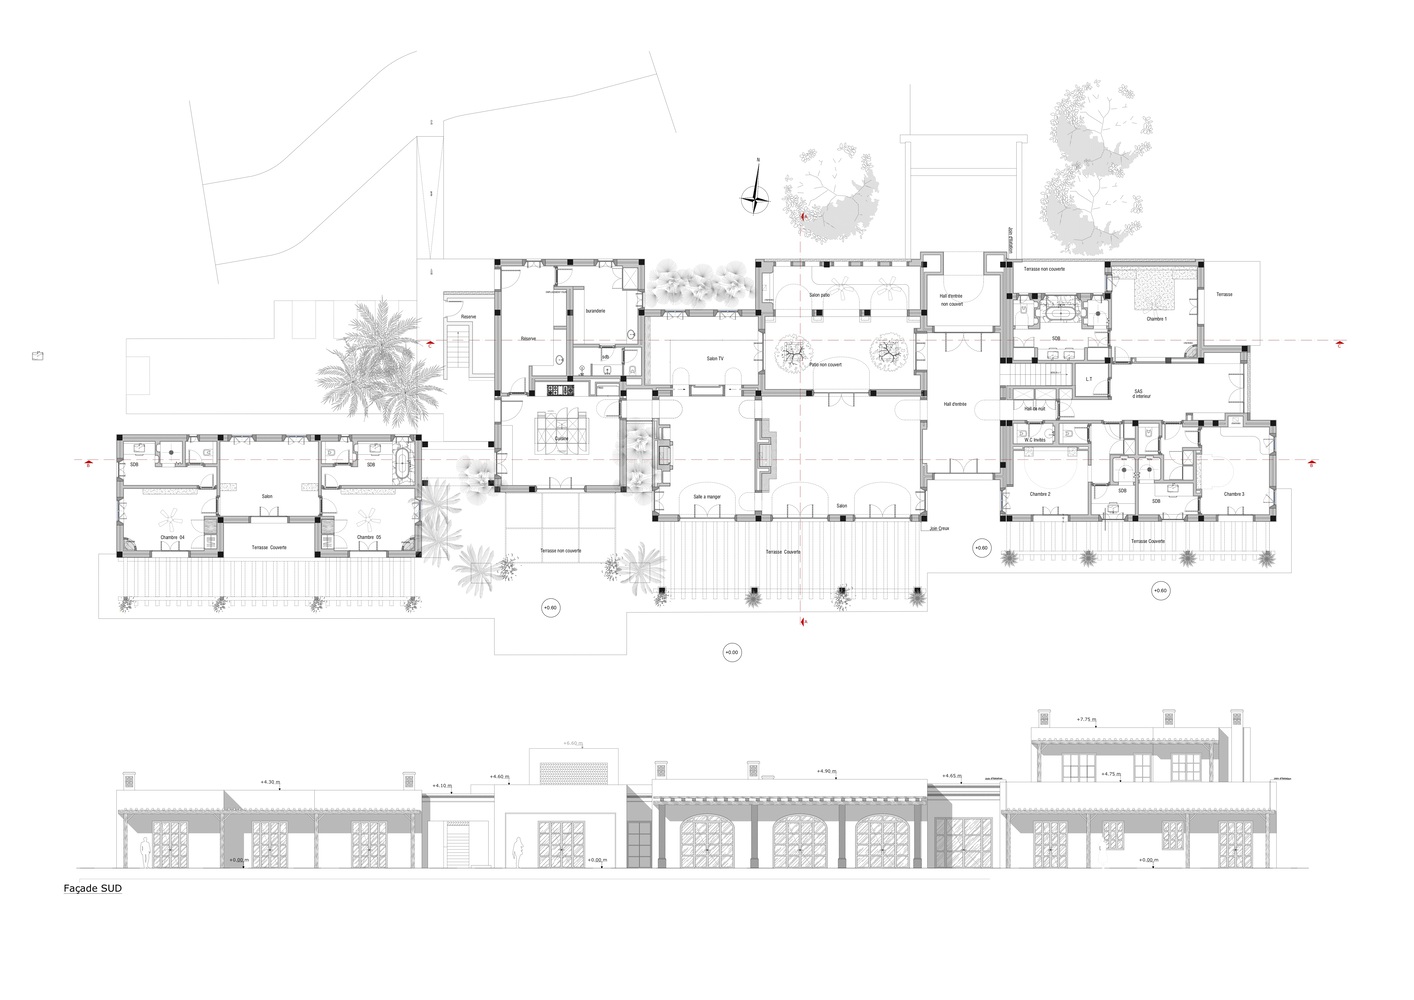 N
A
Joint d'dilatation
Terrasse non couverte
Hall d'entrée
non couvert
Salon patio
Terrasse
Chambre 1
Reserve
buranderie
Réserve
SDB
C
C
Salon TV
Patio non couvert
sdb
L.T
SAS
d'interieur
Hall d'entrée
Hall de nuit
Cuisine
W.C Invités
SDB
SDB
B
B
Salon
Salle a manger
Salon
Chambre 2
SDB
SDB
Chambre 3
Chambre 04
Chambre 05
Terrasse Couverte
Terrasse non couverte
Terrasse Couverte
Joint Creux
Terrasse Couverte
+0.60
+0.60
+0.60
A
+0.00
+7.75 m
+6.60 m
+4.30 m
+4.10 m
+4.60 m
+4.90 m
+4.65 m
+4.75 m
+0.00 m
+0.00 m
+0.00 m
Façade SUD